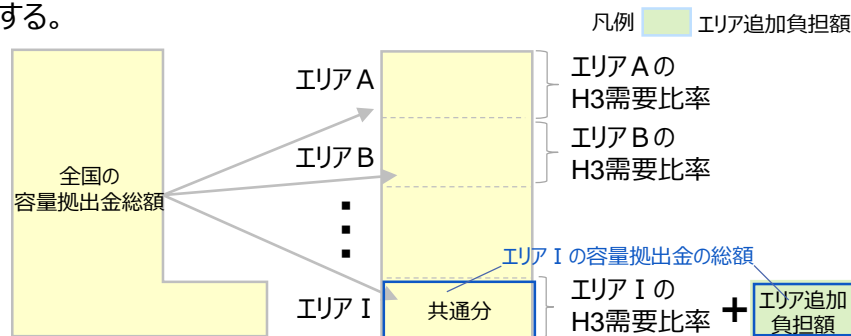 する。
凡例
エリア追加負担額
エリアA
エリアAの
H3需要比率
エリアB
エリアBの
H3需要比率
全国の
容量拠出金総額
エリアIの容量拠出金の総額
エリアI
共通分
エリアIの
H3需要比率
+
エリア追加
負担額